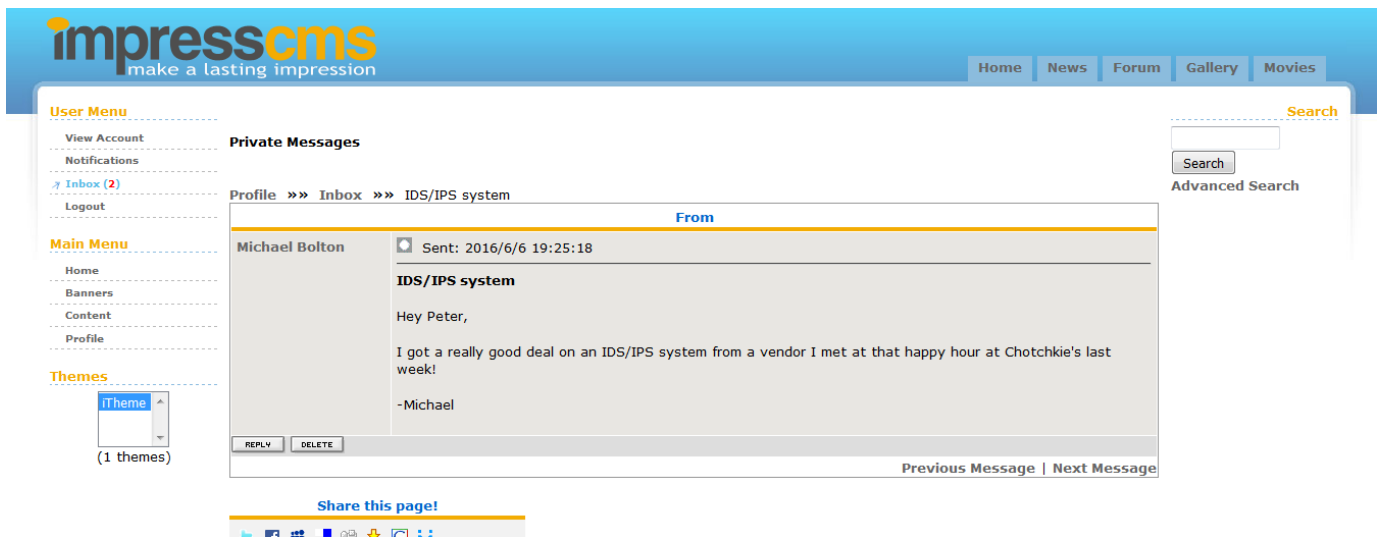 impresscms
make a lasting impression
Home News Forum Gallery Movies
User Menu
View Account
Notifications
Inbox (2)
Logout
Main Menu
Home
Banners
Content
Profile
Themes
iTheme
(1 themes)
Private Messages
Profile »» Inbox »» IDS/IPS system
From
Michael Bolton
Sent: 2016/6/6 19:25:18
IDS/IPS system
Hey Peter,
I got a really good deal on an IDS/IPS system from a vendor I met at that happy hour at Chotchkie's last
week!
-Michael
REPLY DELETE
Previous Message | Next Message
Share this page!
Search
Search
Advanced Search